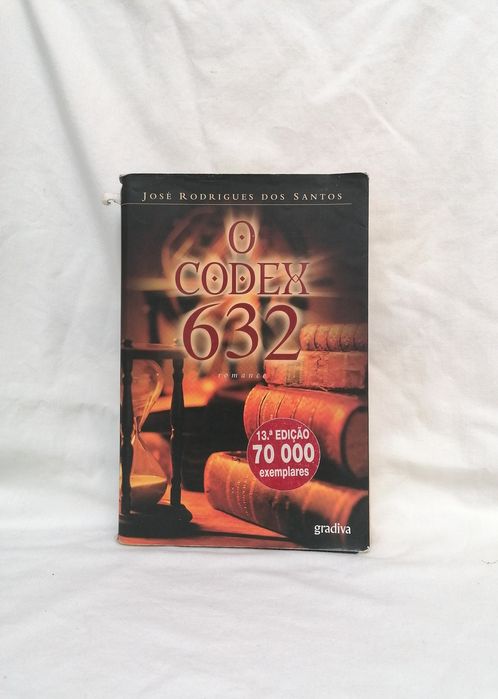 JOSÉ RODRIGUES DOS SANTOS
O
CODEX
632
romance
13.ª EDIÇÃO
70 000
exemplares
gradiva